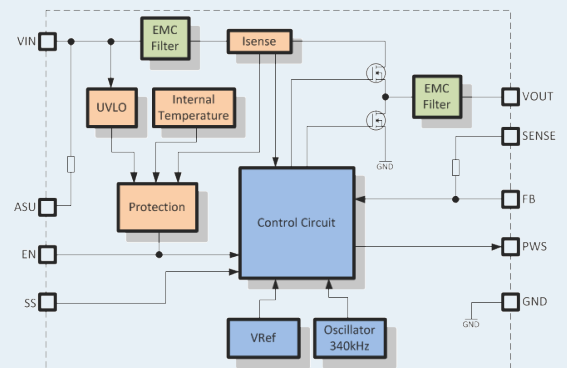 VIN
EMC
Filter
Isense
UVLO
Internal
Temperature
EMC
Filter
VOUT
SENSE
GND
ASU
Protection
Control Circuit
FB
EN
PWS
SS
GND
GND
VRef
Oscillator
340kHz